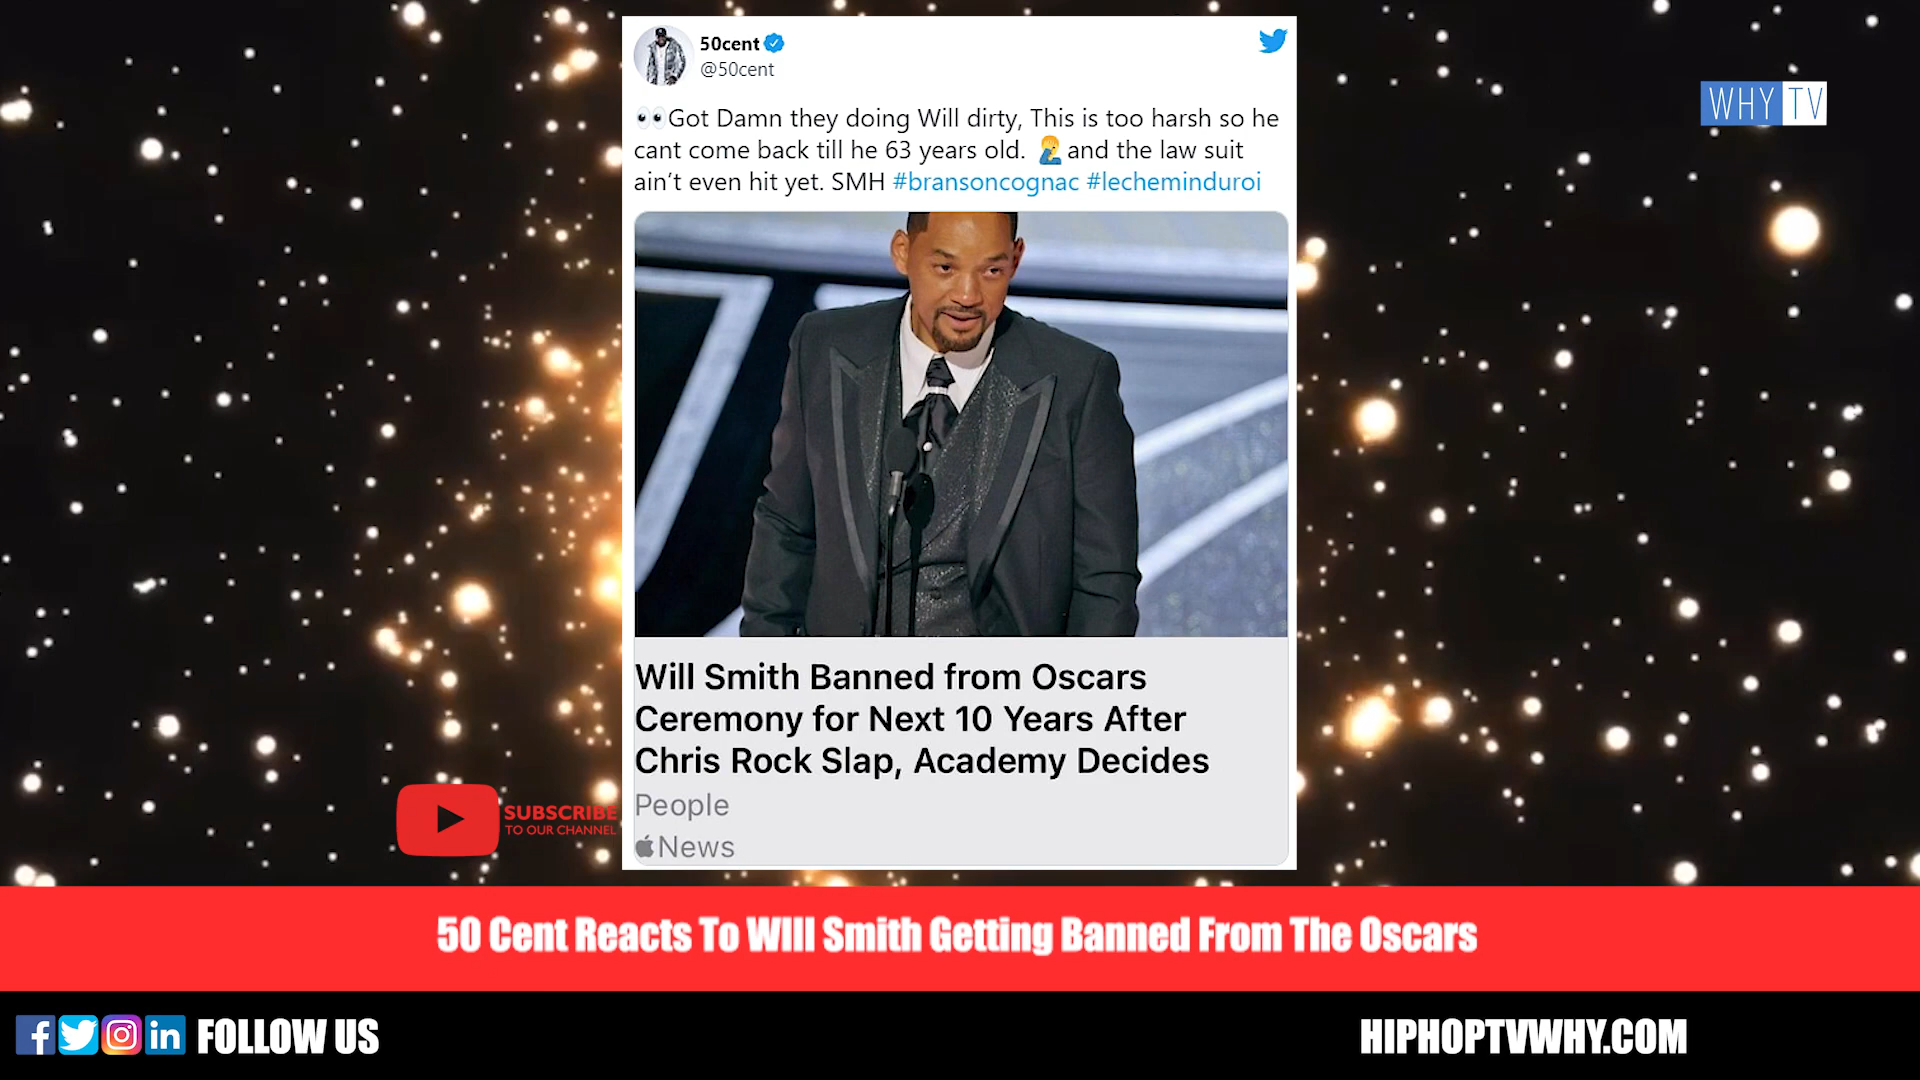 50cent
@50cent
👀Got Damn they doing Will dirty, This is too harsh so he
cant come back till he 63 years old. 🤦‍♂️and the law suit
ain’t even hit yet. SMH #bransoncognac #lecheminduroi
WHY TV
Will Smith Banned from Oscars
Ceremony for Next 10 Years After
Chris Rock Slap, Academy Decides
People
News
SUBSCRIBE
TO OUR CHANNEL
50 Cent Reacts To WIll Smith Getting Banned From The Oscars
FOLLOW US
HIPHOPTVWHY.COM